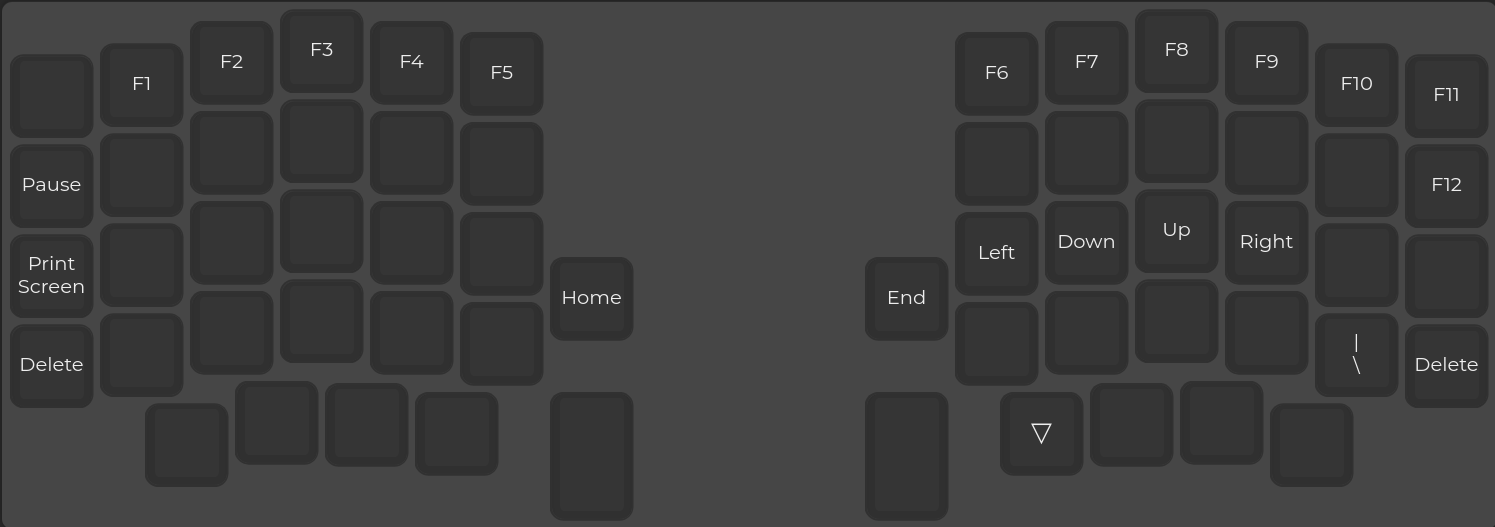 F1
F2
F3
F4
F5
F6
F7
F8
F9
F10
F11
Pause
F12
Print
Screen
Left
Down
Up
Right
Home
End
Delete
|
\
Delete
▽